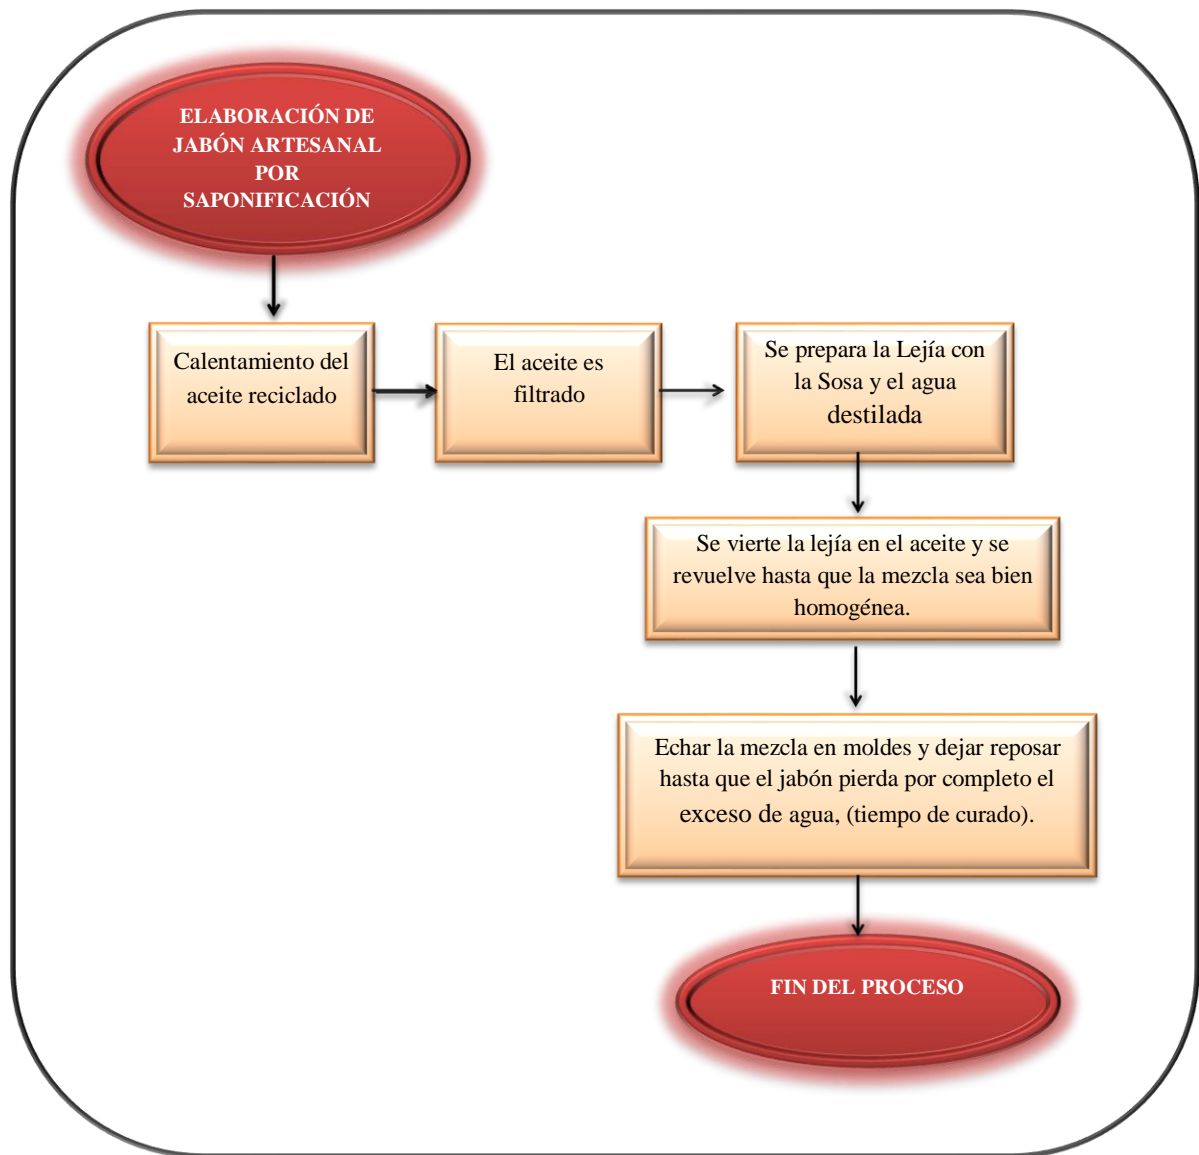 ELABORACIÓN DE
JABÓN ARTESANAL
POR
SAPONIFICACIÓN
Calentamiento del
aceite reciclado
El aceite es
filtrado
Se prepara la Lejía con
la Sosa y el agua
destilada
Se vierte la lejía en el aceite y se
revuelve hasta que la mezcla sea bien
homogénea.
Echar la mezcla en moldes y dejar reposar
hasta que el jabón pierda por completo el
exceso de agua, (tiempo de curado).
FIN DEL PROCESO